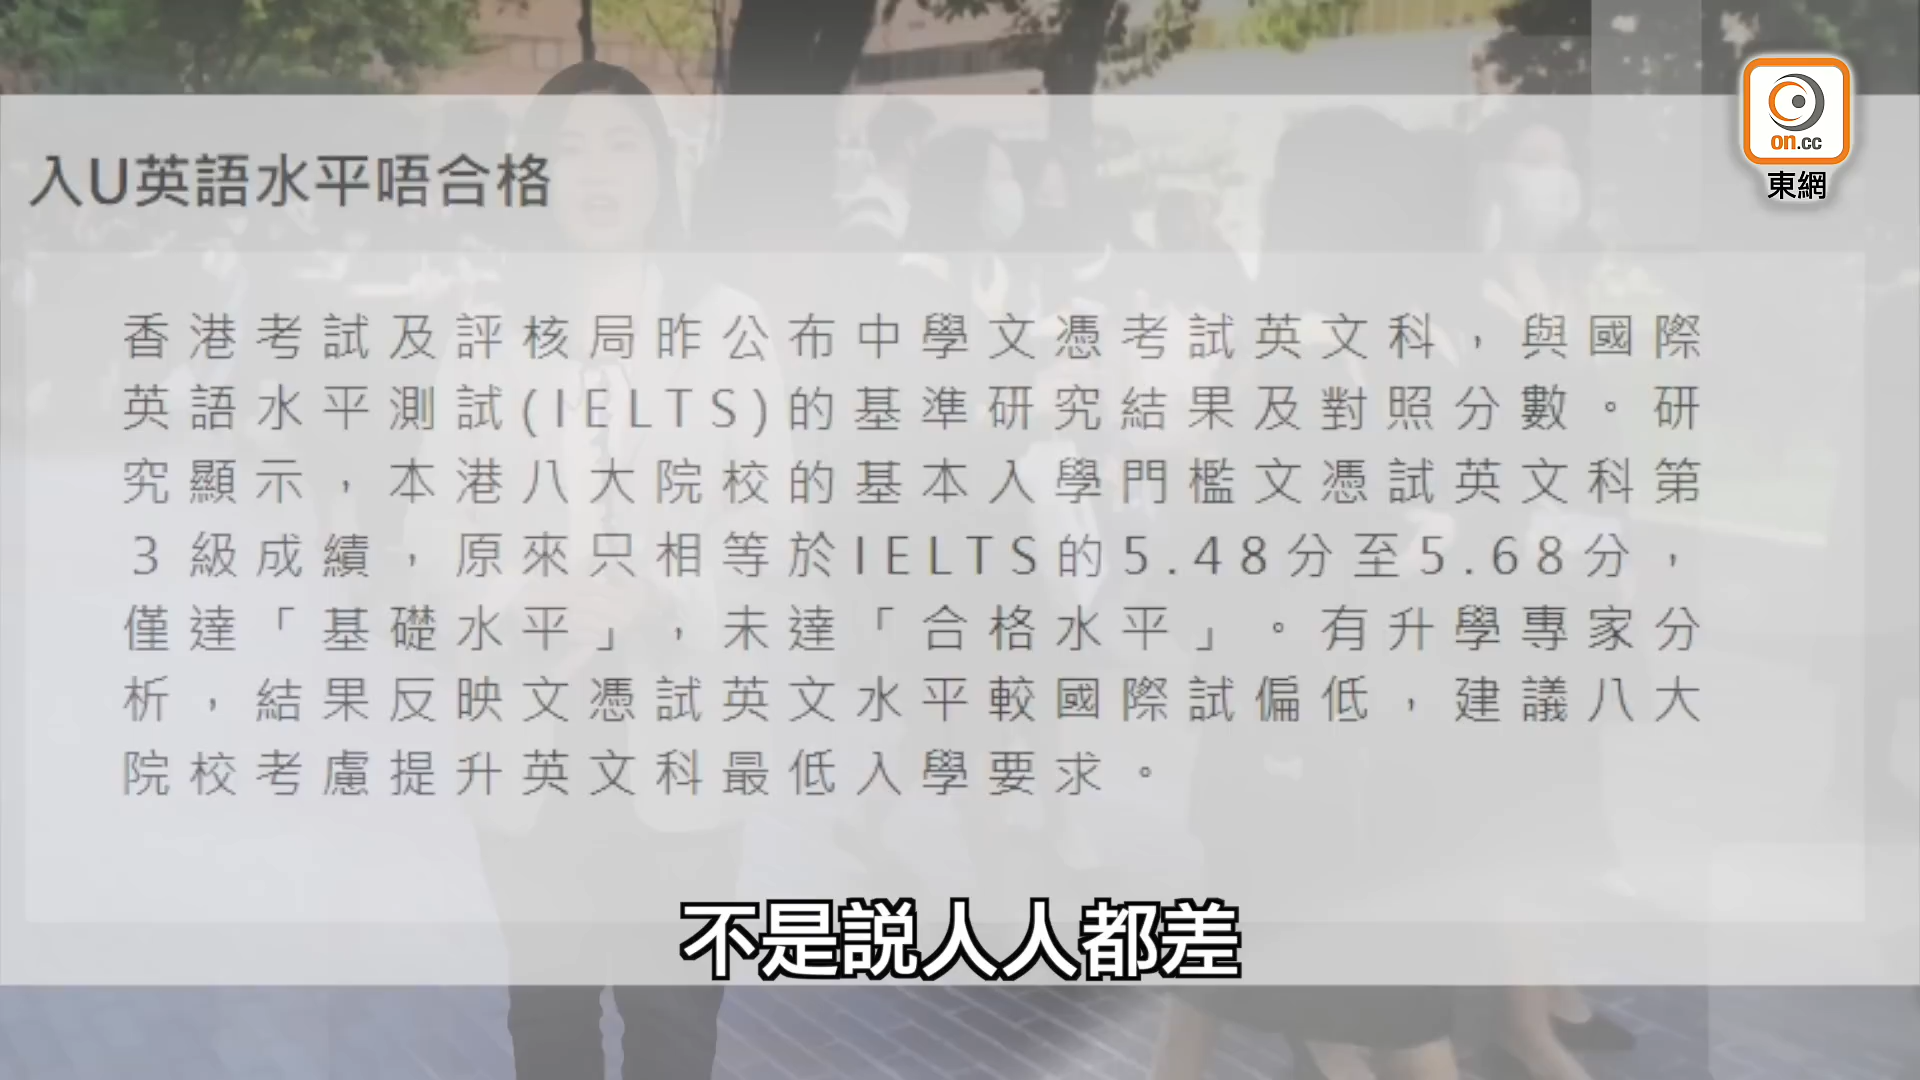 on.cc
東網
入U英語水平唔合格
香港考試及評核局昨公布中學文憑考試英文科，與國際
英語水平測試(IELTS)的基準研究結果及對照分數。研
究顯示，本港八大院校的基本入學門檻文憑試英文科第
3級成績，原來只相等於IELTS的5.48分至5.68分，
僅達「基礎水平」，未達「合格水平」。有升學專家分
析，結果反映文憑試英文水平較國際試偏低，建議八大
院校考慮提升英文科最低入學要求。
不是說人人都差